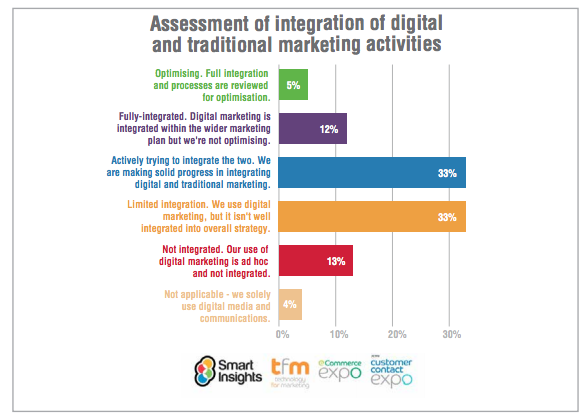 Assessment of integration of digital
and traditional marketing activities
Optimising. Full integration
and processes are reviewed
for optimisation.
5%
Fully-integrated. Digital marketing is
integrated within the wider marketing
plan but we're not optimising.
12%
Actively trying to integrate the two. We
are making solid progress in integrating
digital and traditional marketing.
33%
Limited integration. We use digital
marketing, but it isn't well
integrated into overall strategy.
33%
Not integrated. Our use of
digital marketing is ad hoc
and not integrated.
13%
Not applicable - we solely
use digital media and
communications.
4%
0% 10% 20% 30%
Smart
Insights
tfm
technology
for marketing
eCommerce
expo
customer
contact
expo